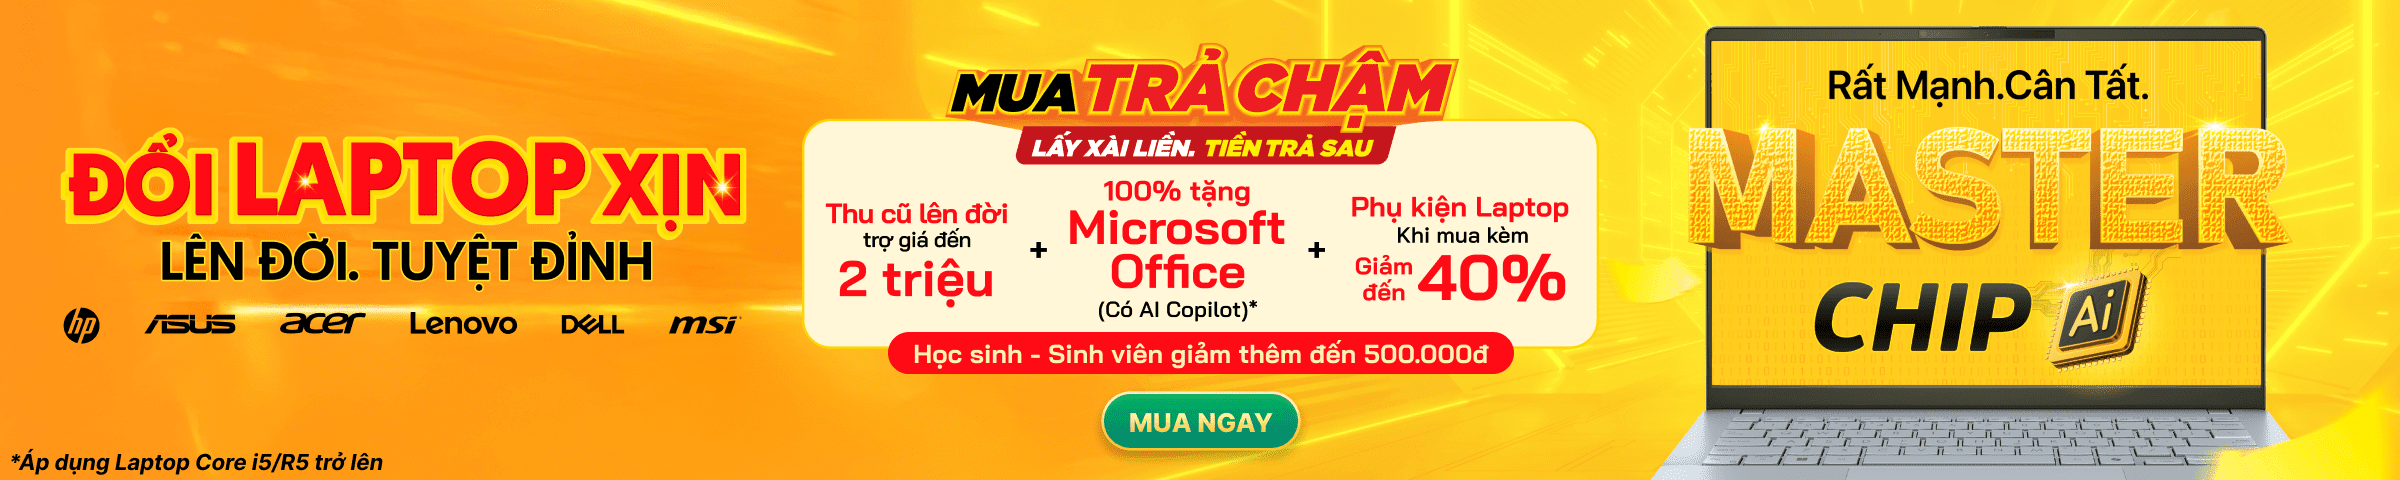 ĐỔI LAPTOP XỊN
LÊN ĐỜI. TUYỆT ĐỈNH
hp ASUS acer Lenovo DELL msi
*Áp dụng Laptop Core i5/R5 trở lên
MUA TRẢ CHẬM
LẤY XÀI LIỀN. TIỀN TRẢ SAU
Thu cũ lên đời
trợ giá đến
2 triệu
+
100% tặng
Microsoft
Office
(Có AI Copilot)*
+
Phụ kiện Laptop
Khi mua kèm
Giảm
đến
40%
Học sinh - Sinh viên giảm thêm đến 500.000đ
MUA NGAY
Rất Mạnh.Cân Tất.
MASTER
CHIP Ai